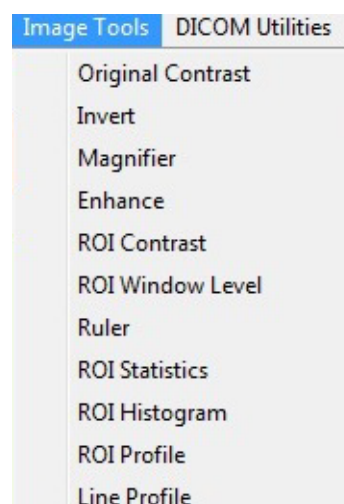 Image Tools DICOM Utilities
Original Contrast
Invert
Magnifier
Enhance
ROI Contrast
ROI Window Level
Ruler
ROI Statistics
ROI Histogram
ROI Profile
Line Profile